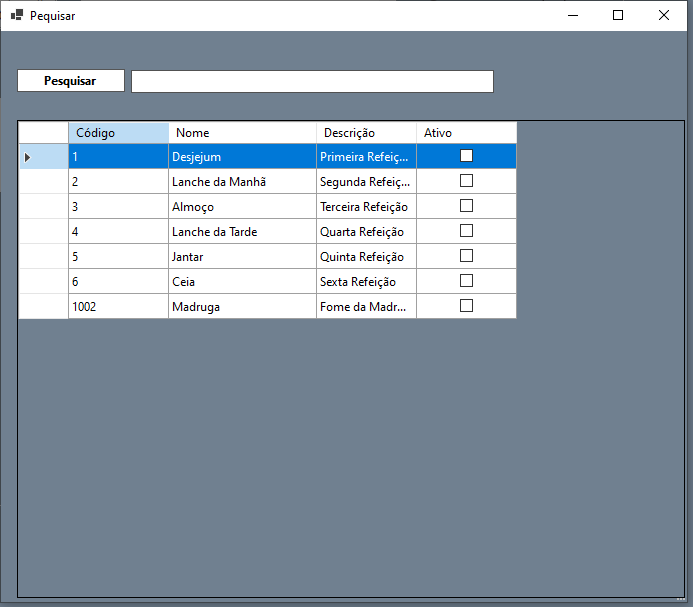 Pequisar
Pesquisar
Código Nome Descrição Ativo
1 Desjejum Primeira Refeiç...
2 Lanche da Manhã Segunda Refeiç...
3 Almoço Terceira Refeição
4 Lanche da Tarde Quarta Refeição
5 Jantar Quinta Refeição
6 Ceia Sexta Refeição
1002 Madruga Fome da Madr...